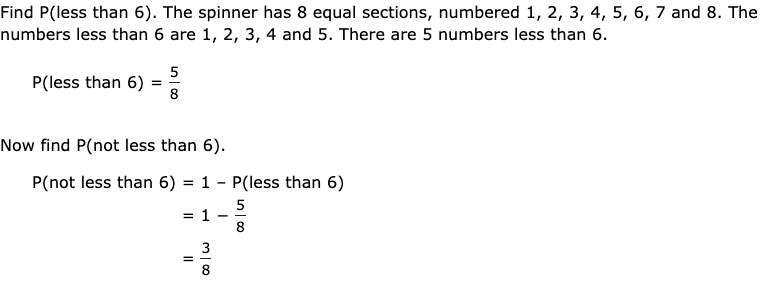 Find P(less than 6). The spinner has 8 equal sections, numbered 1, 2, 3, 4, 5, 6, 7 and 8. The
numbers less than 6 are 1, 2, 3, 4 and 5. There are 5 numbers less than 6.
P(less than 6) = 5/8
Now find P(not less than 6).
P(not less than 6) = 1 – P(less than 6)
= 1 – 5/8
= 3/8